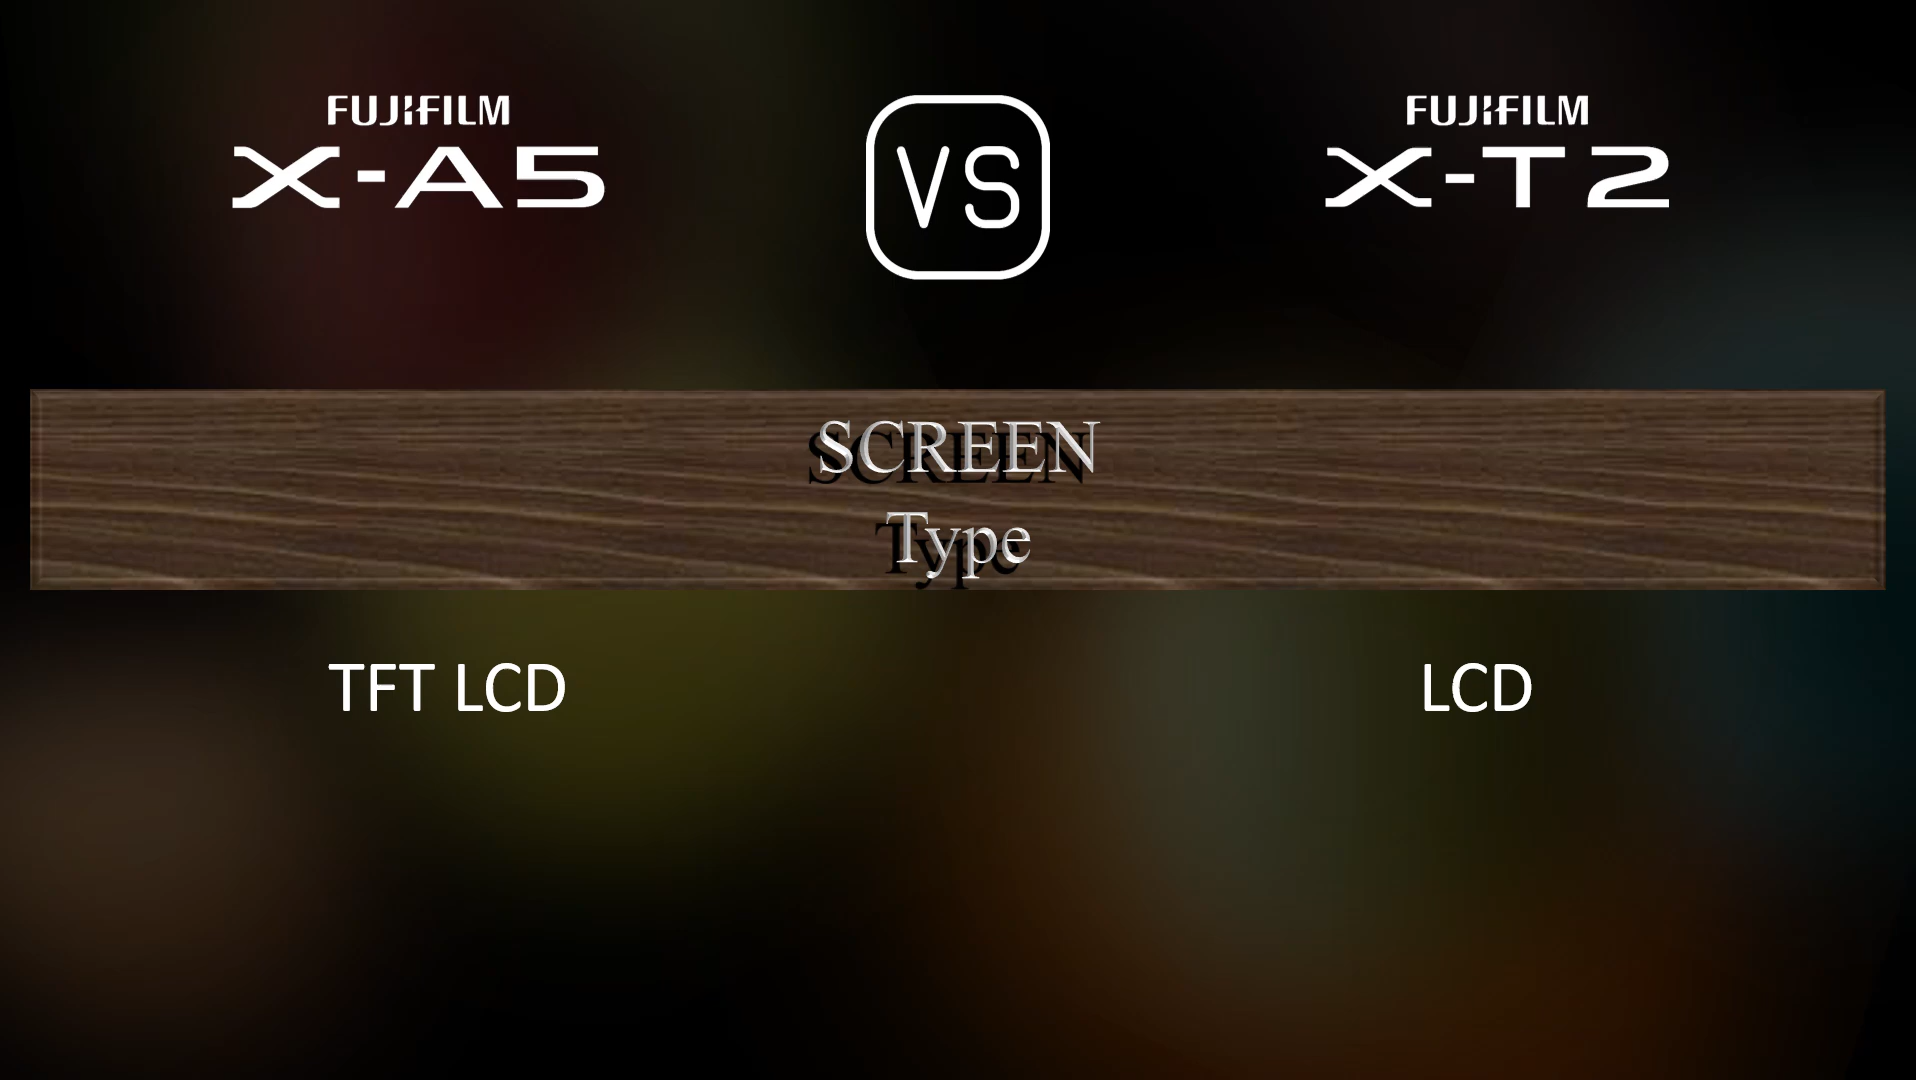 FUJIFILM
X-A5
VS
FUJIFILM
X-T2
SCREEN
Type
TFT LCD
LCD